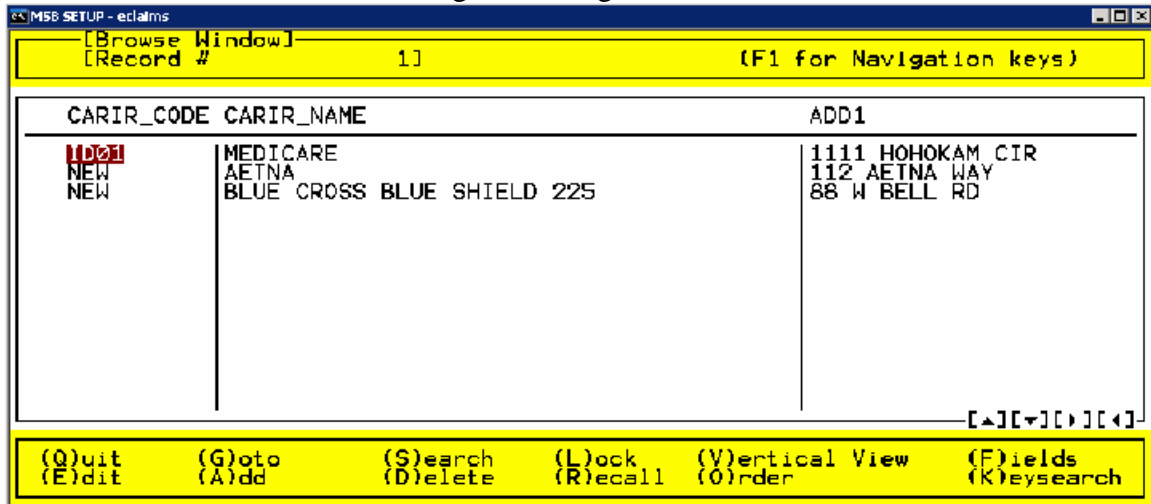 MSB SETUP - eclaims
[Browse Window]
[Record # 1] (F1 for Navigation keys)
CARIR_CODE CARIR_NAME ADD1
ID01 MEDICARE 1111 HOHOKAM CIR
NEW AETNA 112 AETNA WAY
NEW BLUE CROSS BLUE SHIELD 225 88 W BELL RD
[▲][▼][▶][◀]
(Q)uit (G)oto (S)earch (L)ock (V)ertical View (F)ields
(E)dit (A)dd (D)elete (R)ecall (O)rder (K)eysearch